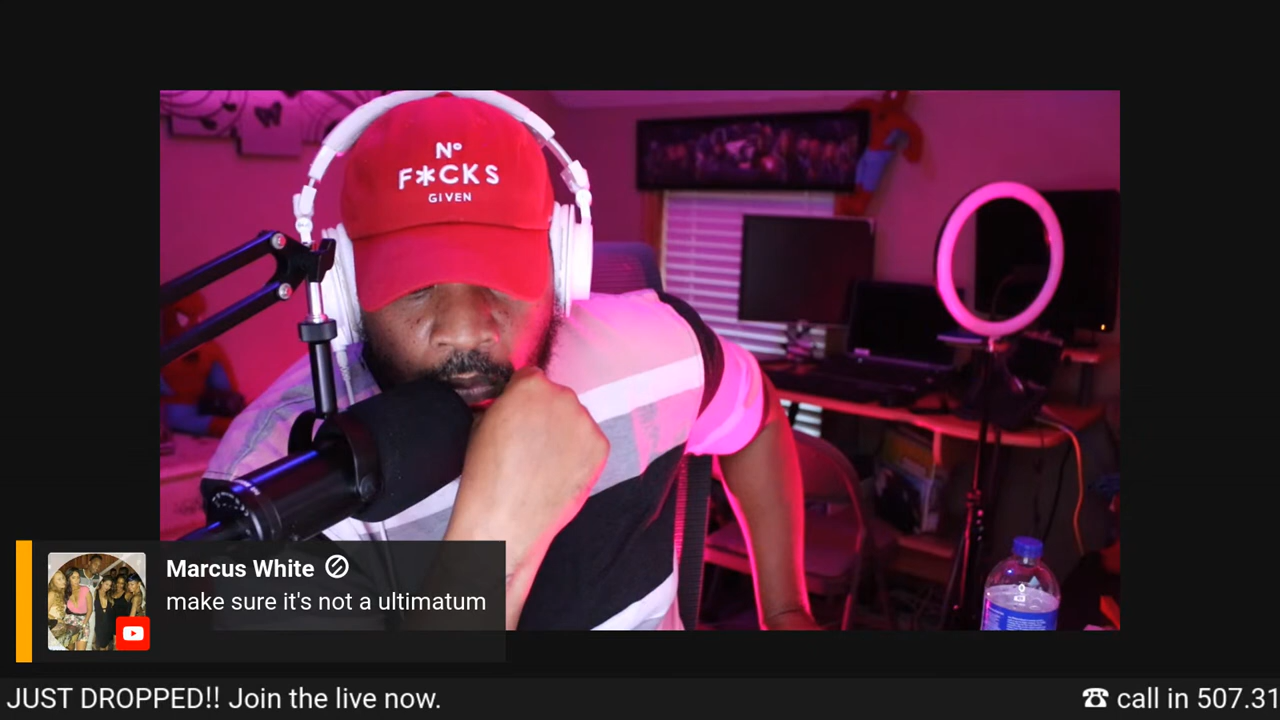 Nº
F*CKS
GIVEN
Marcus White
make sure it's not a ultimatum
JUST DROPPED!! Join the live now.
☎ call in 507.31